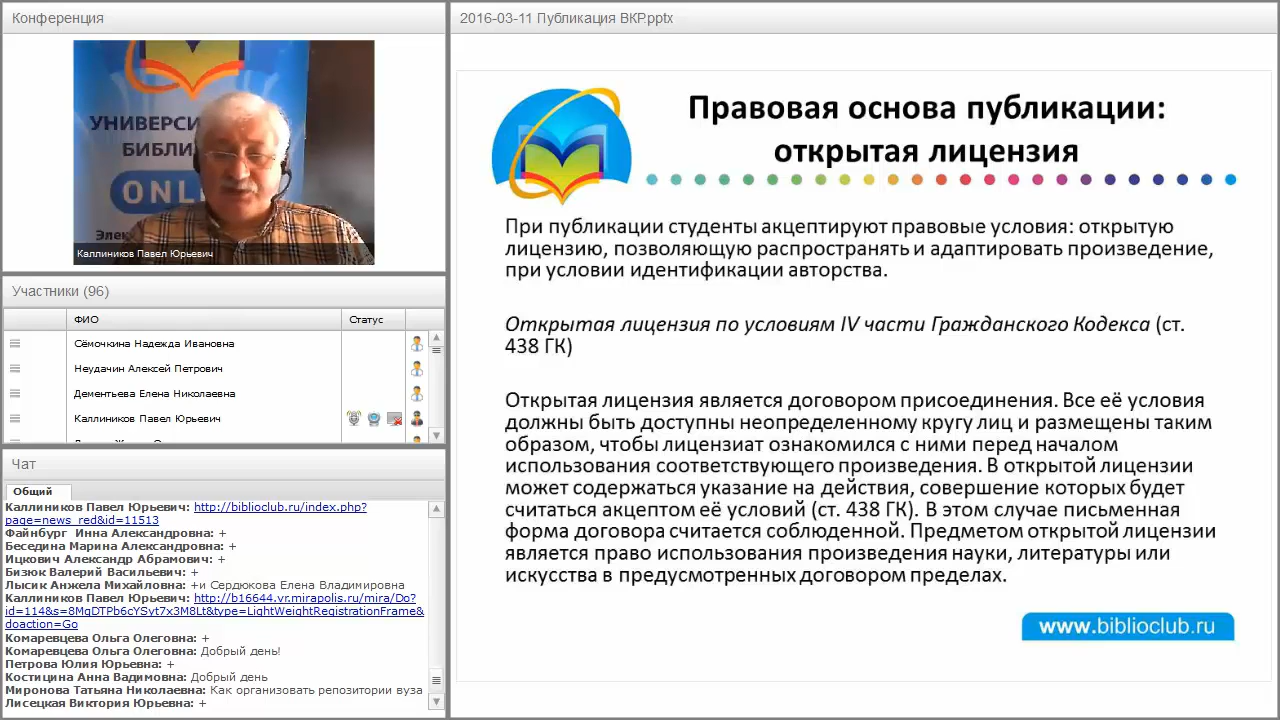 Конференция
УНИВЕРСИ
БИБЛИ
ONL
Элек
Каллиников Павел Юрьевич
Участники (96)
ФИО
Статус
Сёмочкина Надежда Ивановна
Неудачин Алексей Петрович
Дементьева Елена Николаевна
Каллиников Павел Юрьевич
Чат
Общий
Каллиников Павел Юрьевич: http://biblioclub.ru/index.php?
page=news_red&id=11513
Файнбург Инна Александровна: +
Беседина Марина Александровна: +
Ицкович Александр Абрамович: +
Бизюк Валерий Васильевич: +
Лысик Анжела Михайловна: +и Сердюкова Елена Владимировна
Каллиников Павел Юрьевич: http://b16644.vr.mirapolis.ru/mira/Do?
id=114&s=8MgDTPb6cYSyt7x3M8Lt&type=LightWeightRegistrationFrame&
doaction=Go
Комаревцева Ольга Олеговна: +
Комаревцева Ольга Олеговна: Добрый день!
Петрова Юлия Юрьевна: +
Костицина Анна Вадимовна: Добрый день
Миронова Татьяна Николаевна: Как организовать репозитории вуза
Лисецкая Виктория Юрьевна: +
2016-03-11 Публикация ВКР.pptx
Правовая основа публикации:
открытая лицензия
При публикации студенты акцептируют правовые условия: открытую
лицензию, позволяющую распространять и адаптировать произведение,
при условии идентификации авторства.
Открытая лицензия по условиям IV части Гражданского Кодекса (ст.
438 ГК)
Открытая лицензия является договором присоединения. Все её условия
должны быть доступны неопределенному кругу лиц и размещены таким
образом, чтобы лицензиат ознакомился с ними перед началом
использования соответствующего произведения. В открытой лицензии
может содержаться указание на действия, совершение которых будет
считаться акцептом её условий (ст. 438 ГК). В этом случае письменная
форма договора считается соблюденной. Предметом открытой лицензии
является право использования произведения науки, литературы или
искусства в предусмотренных договором пределах.
www.biblioclub.ru